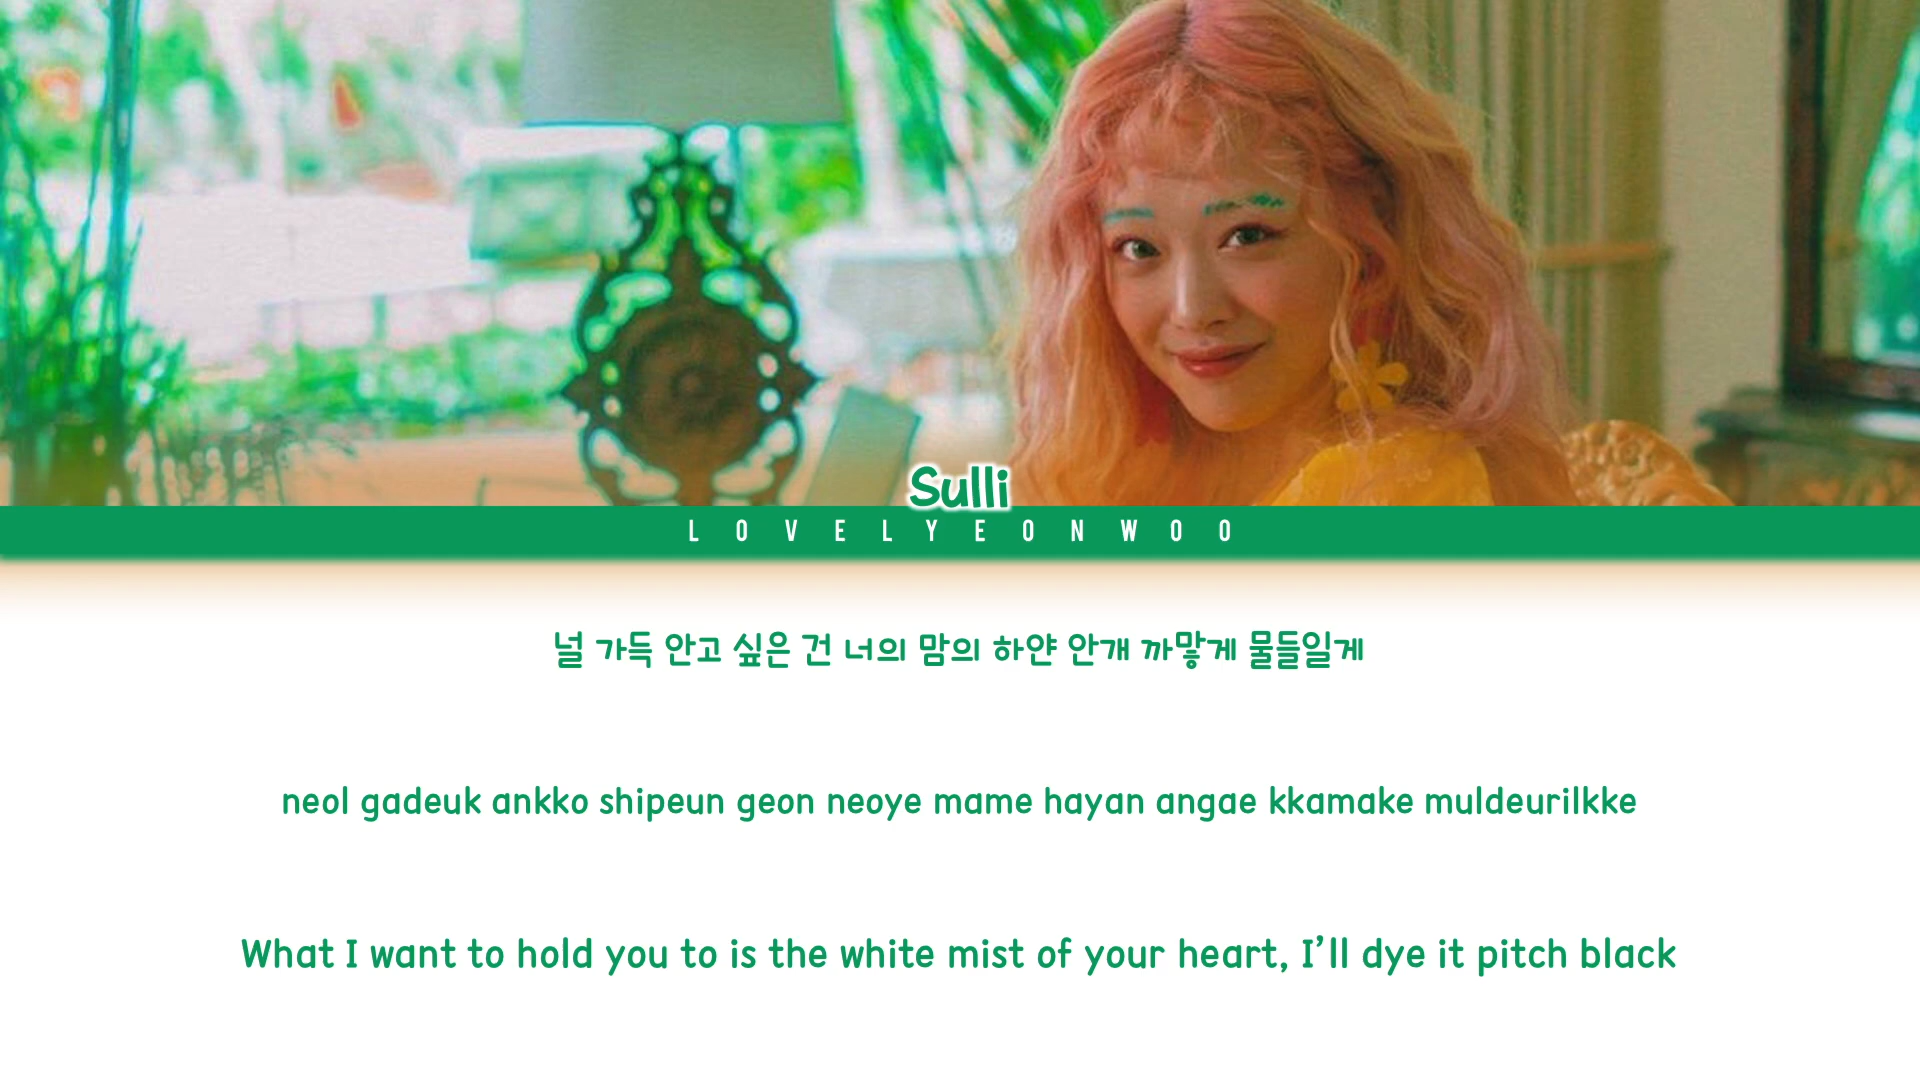 Sulli
LOVELYEONWOO
널 가득 안고 싶은 건 너의 맘의 하얀 안개 까맣게 물들일게
neol gadeuk ankko shipeun geon neoye mame hayan angae kkamake muldeurilkke
What I want to hold you to is the white mist of your heart, I'll dye it pitch black